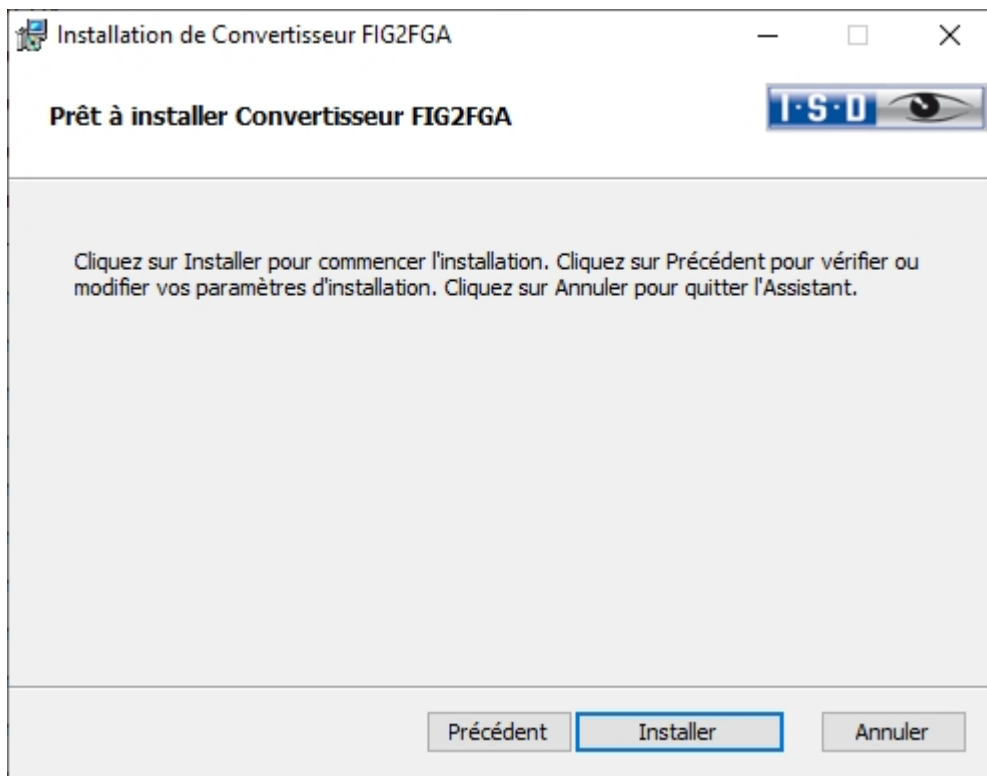 Installation de Convertisseur FIG2FGA
Prêt à installer Convertisseur FIG2FGA
I·S·D
Cliquez sur Installer pour commencer l'installation. Cliquez sur Précédent pour vérifier ou
modifier vos paramètres d'installation. Cliquez sur Annuler pour quitter l'Assistant.
Précédent
Installer
Annuler